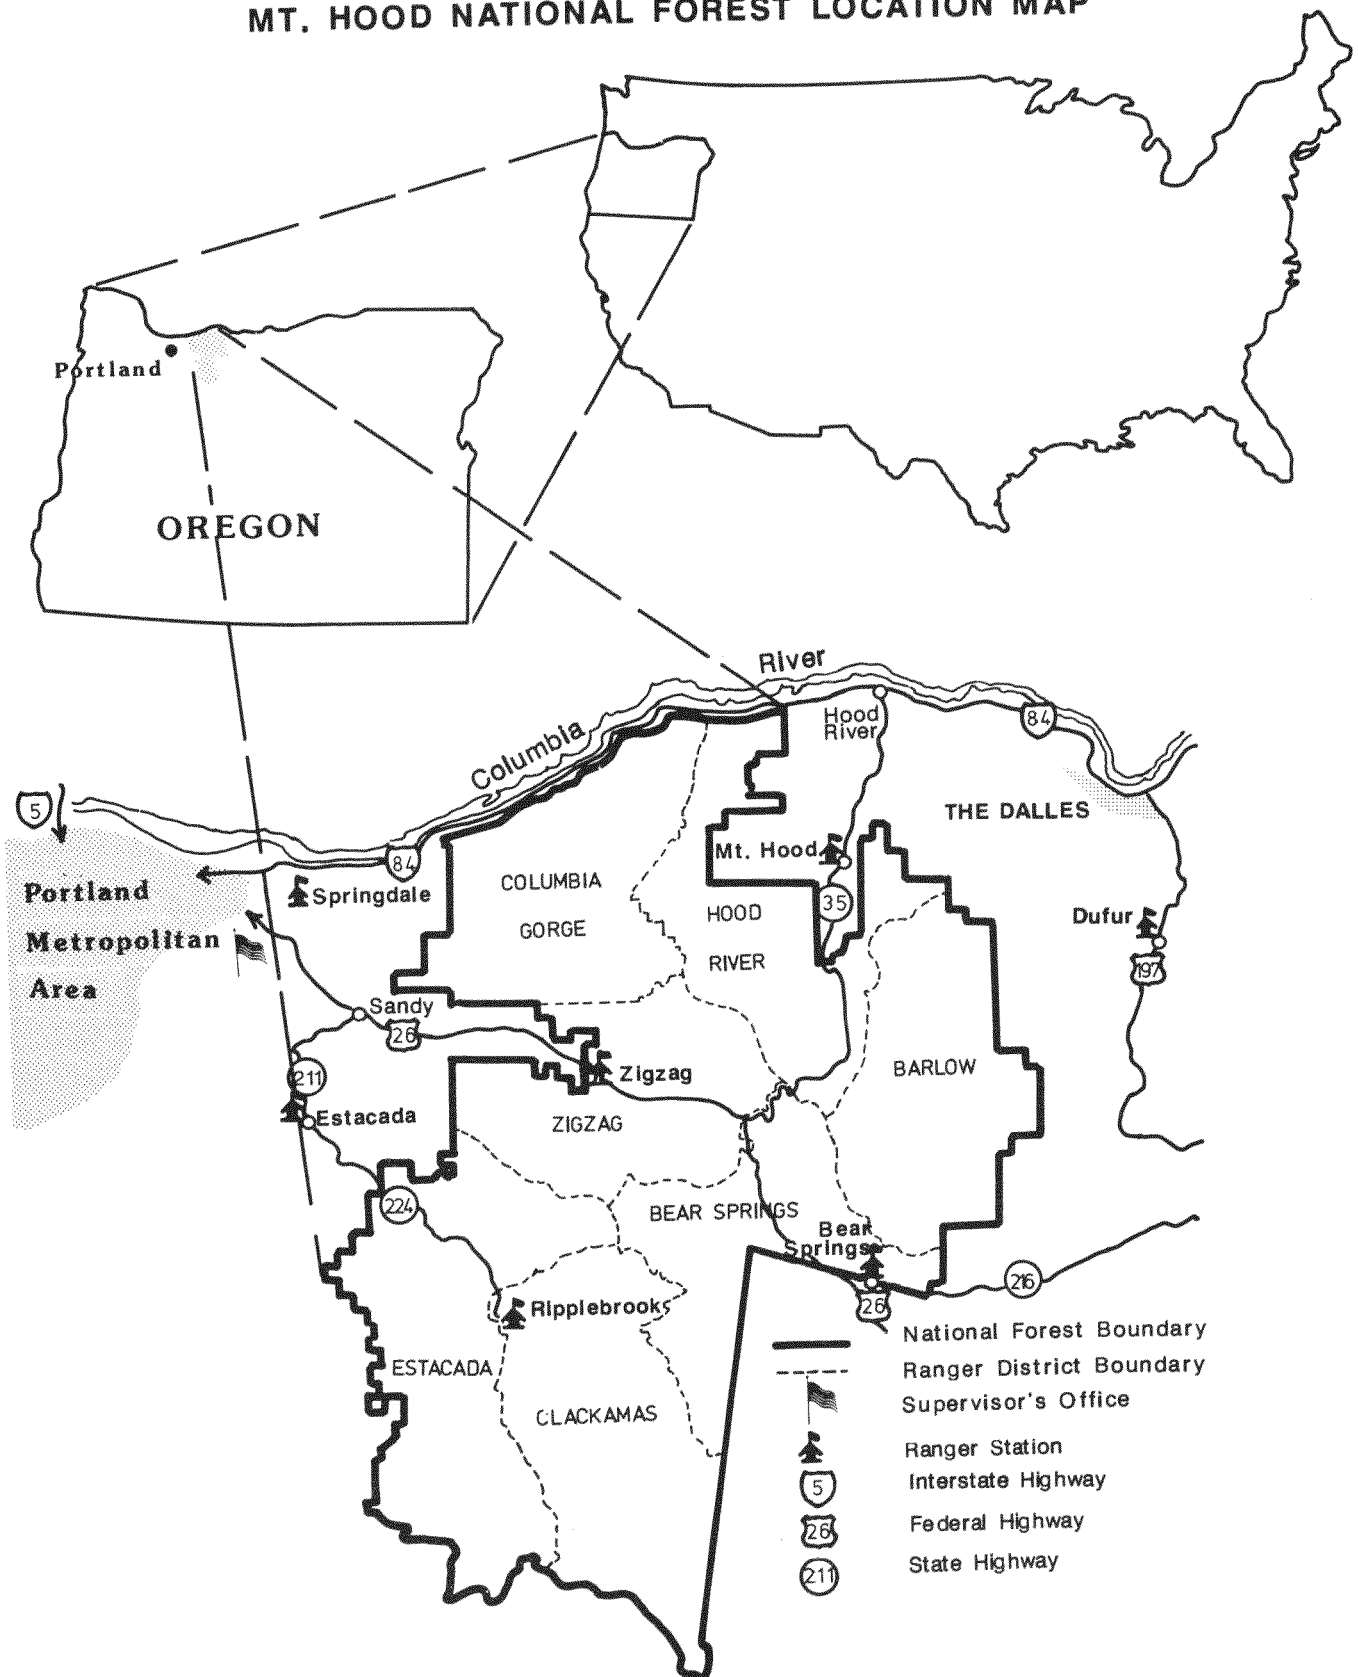 MT. HOOD NATIONAL FOREST LOCATION MAP
Portland
OREGON
River
Columbia
Hood
River
84
5
THE DALLES
84
Mt. Hood
Portland
Metropolitan
Area
Springdale
COLUMBIA
GORGE
HOOD
RIVER
35
Dufur
197
Sandy
26
Zigzag
BARLOW
211
Estacada
ZIGZAG
224
BEAR SPRINGS
Bear
Springs
216
26
Ripplebrook
ESTACADA
CLACKAMAS
National Forest Boundary
Ranger District Boundary
Supervisor's Office
Ranger Station
5
Interstate Highway
26
Federal Highway
211
State Highway